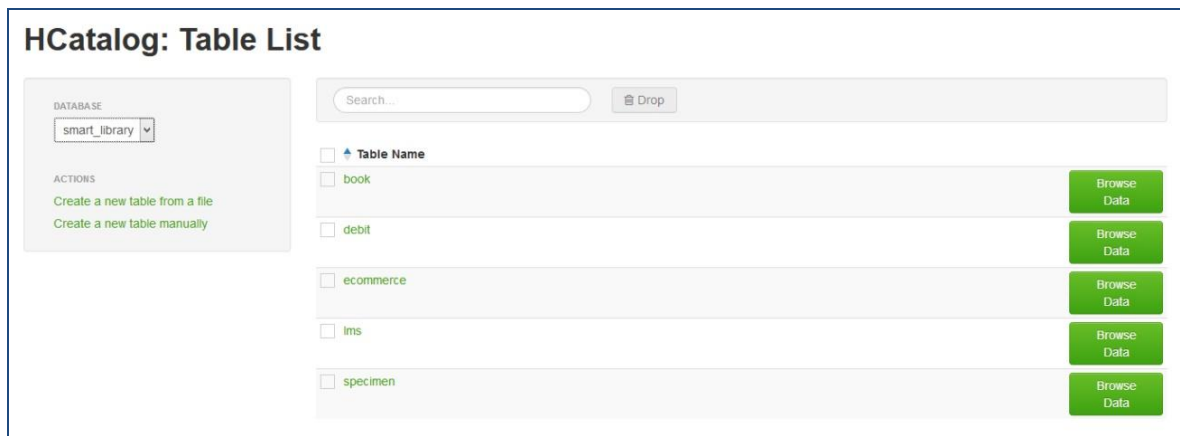 HCatalog: Table List
DATABASE
smart_library
ACTIONS
Create a new table from a file
Create a new table manually
Search...
Drop
Table Name
book
Browse
Data
debit
Browse
Data
ecommerce
Browse
Data
lms
Browse
Data
specimen
Browse
Data